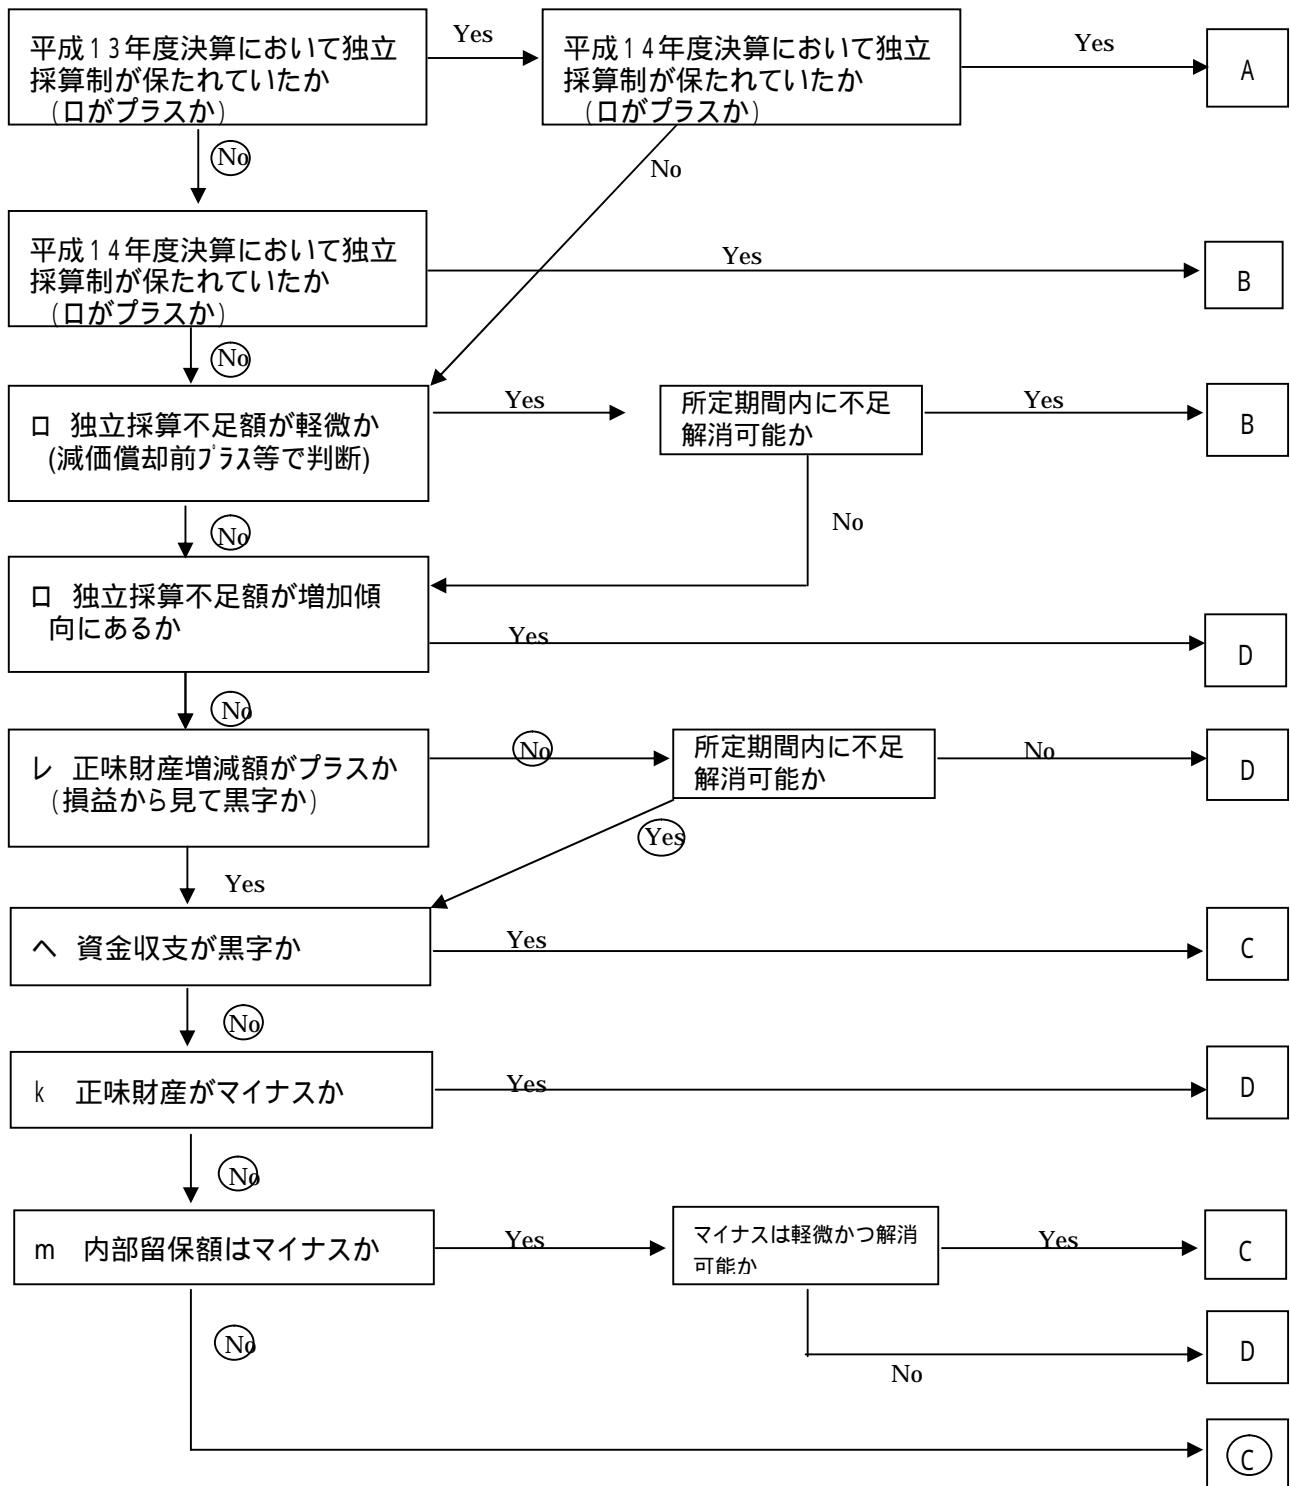 平成13年度決算において独立
採算制が保たれていたか
(ロがプラスか)
Yes
平成14年度決算において独立
採算制が保たれていたか
(ロがプラスか)
Yes
A
No
No
平成14年度決算において独立
採算制が保たれていたか
(ロがプラスか)
Yes
B
No
ロ 独立採算不足額が軽微か
(減価償却前プラス等で判断)
Yes
所定期間内に不足
解消可能か
Yes
B
No
No
ロ 独立採算不足額が増加傾
向にあるか
Yes
D
No
レ 正味財産増減額がプラスか
(損益から見て黒字か)
No
所定期間内に不足
解消可能か
No
D
Yes
Yes
ヘ 資金収支が黒字か
Yes
C
No
k 正味財産がマイナスか
Yes
D
No
m 内部留保額はマイナスか
Yes
マイナスは軽微かつ解消
可能か
Yes
C
No
No
D
C